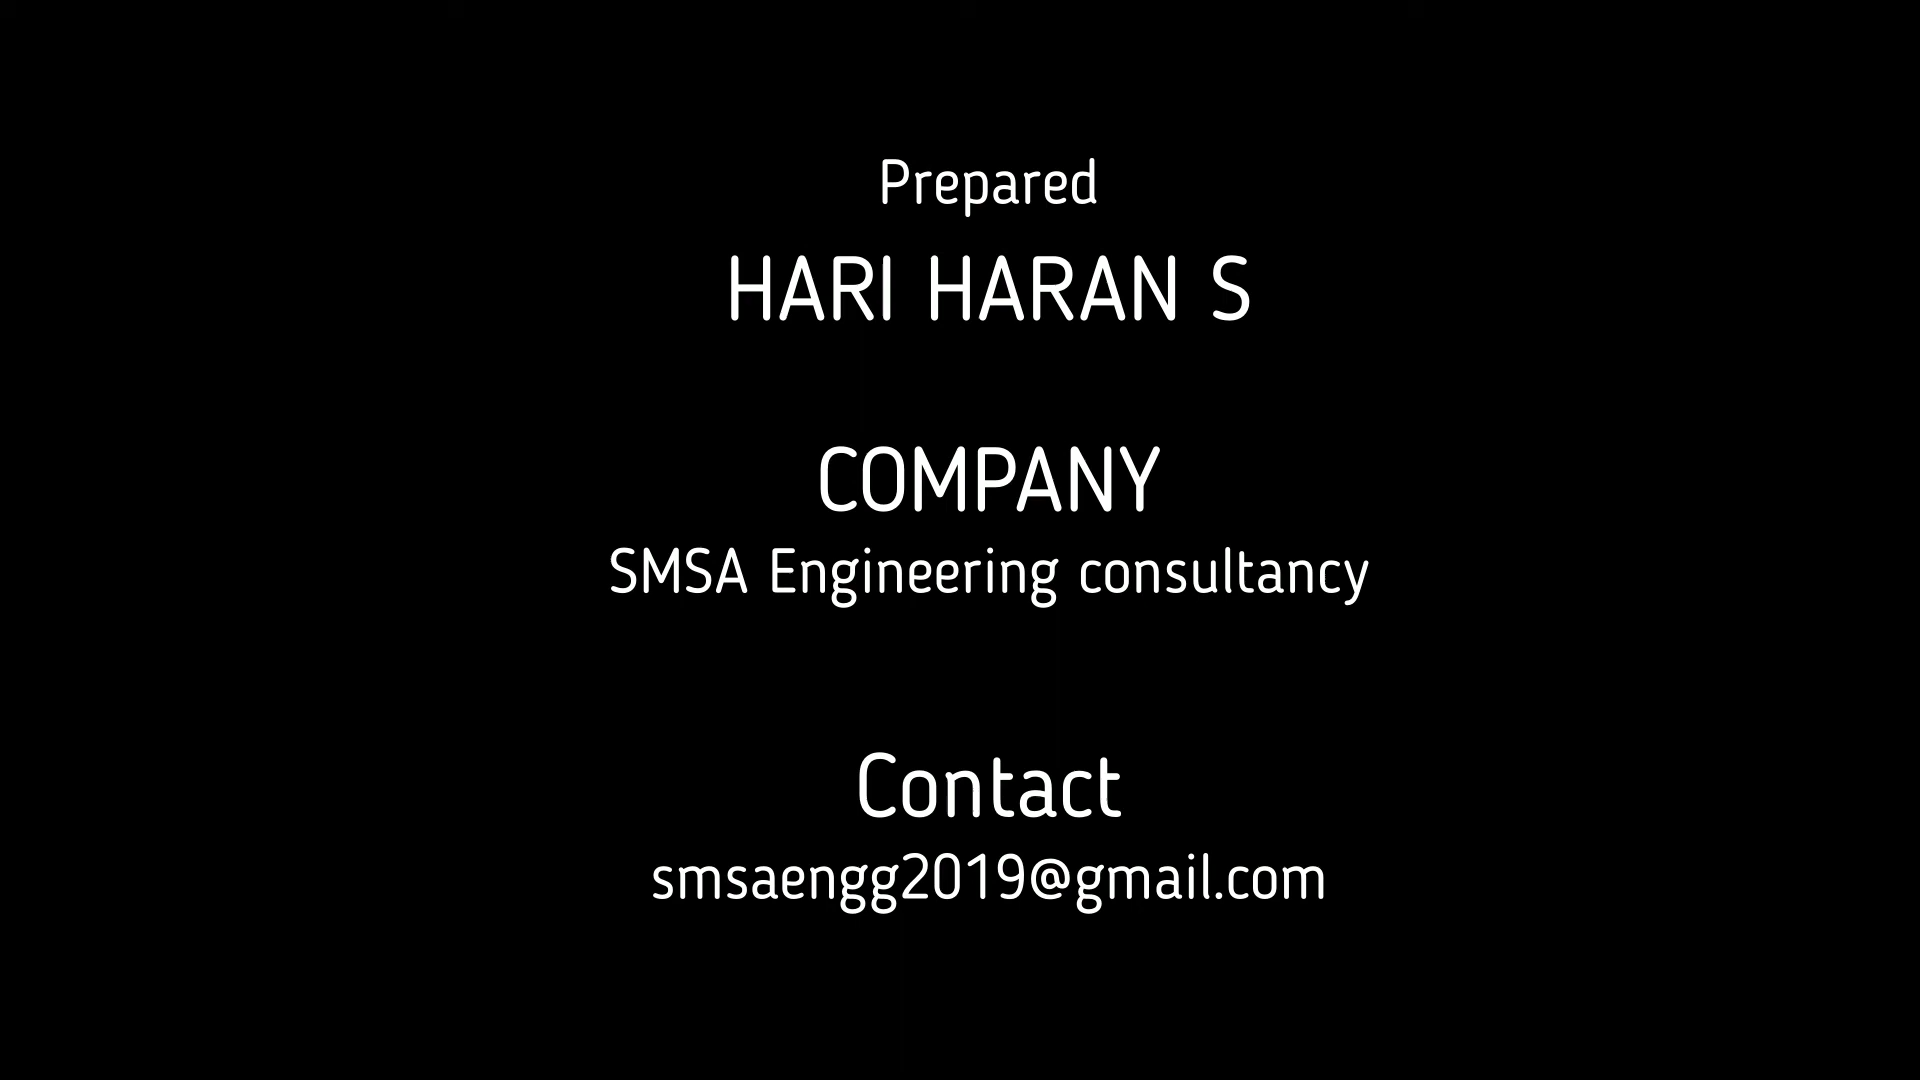 Prepared
HARI HARAN S
COMPANY
SMSA Engineering consultancy
Contact
smsaengg2019@gmail.com